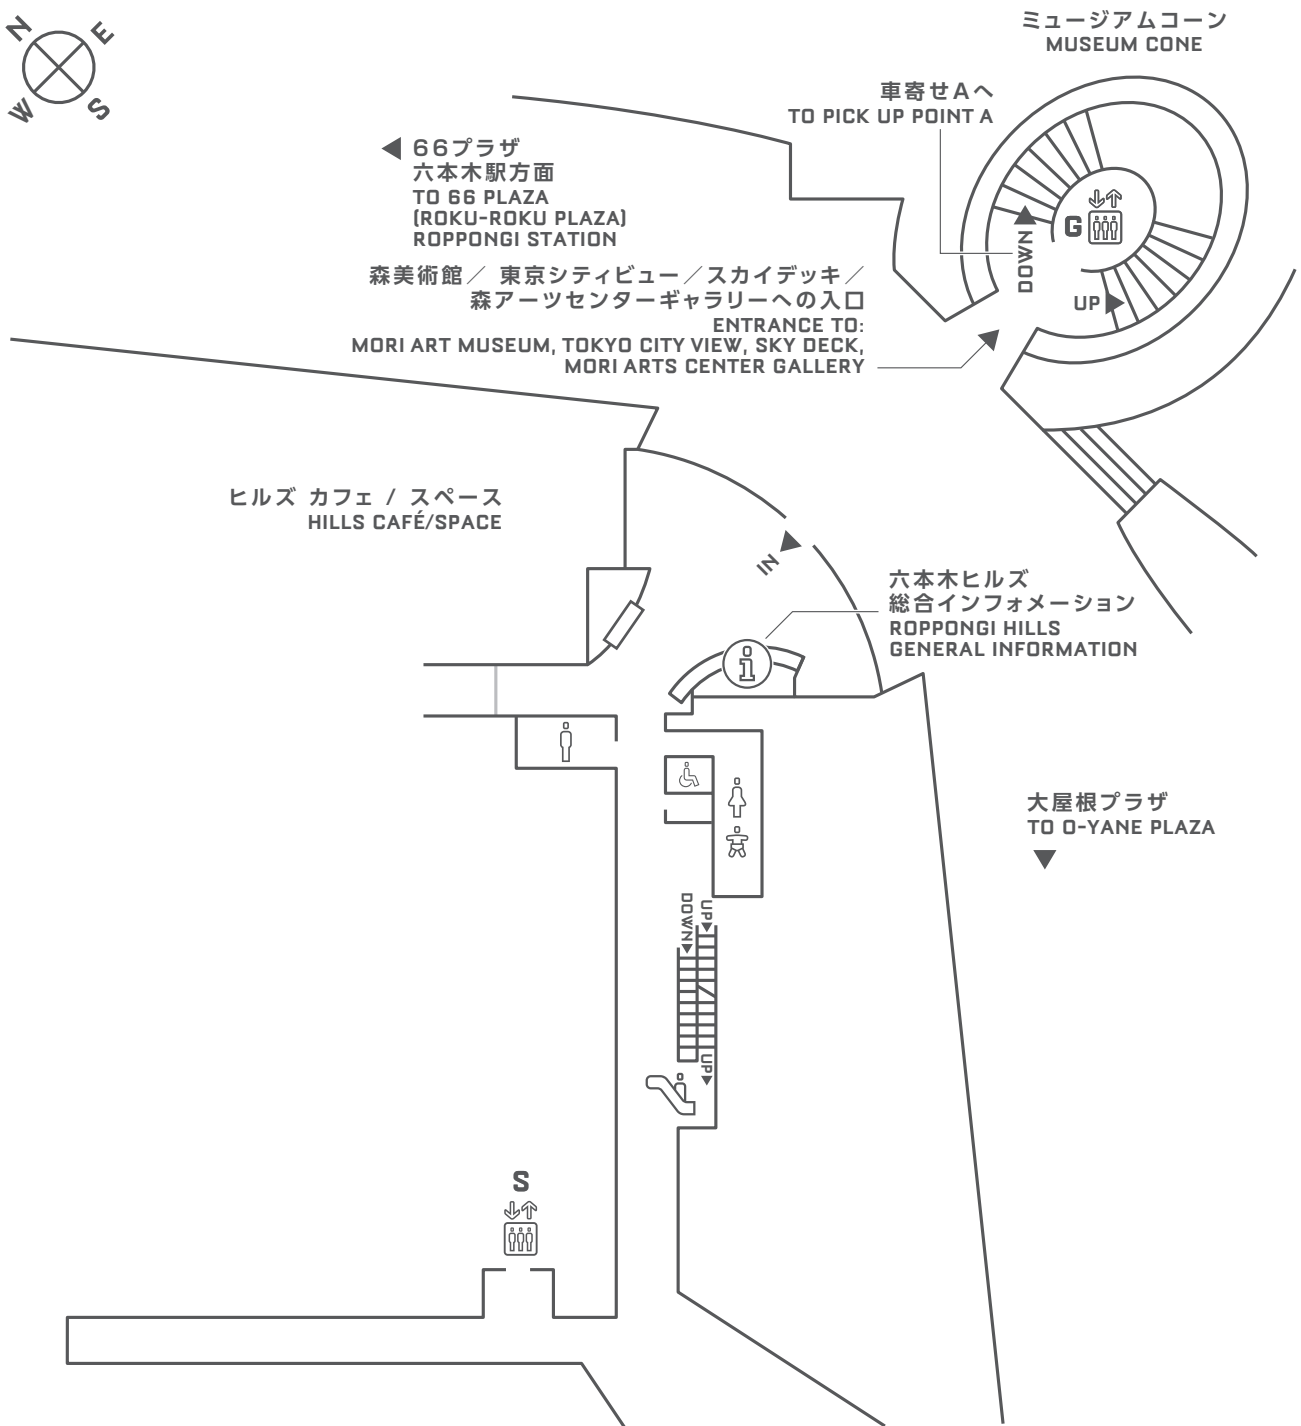 N
E
W
S
ミュージアムコーン
MUSEUM CONE
車寄せAへ
TO PICK UP POINT A
66プラザ
六本木駅方面
TO 66 PLAZA
(ROKU-ROKU PLAZA)
ROPPONGI STATION
G
DOWN
UP
森美術館／ 東京シティビュー／スカイデッキ／
森アーツセンターギャラリーへの入口
ENTRANCE TO:
MORI ART MUSEUM, TOKYO CITY VIEW, SKY DECK,
MORI ARTS CENTER GALLERY
ヒルズ カフェ / スペース
HILLS CAFÉ/SPACE
IN
六本木ヒルズ
総合インフォメーション
ROPPONGI HILLS
GENERAL INFORMATION
i
大屋根プラザ
TO O-YANE PLAZA
DOWN
UP
UP
S